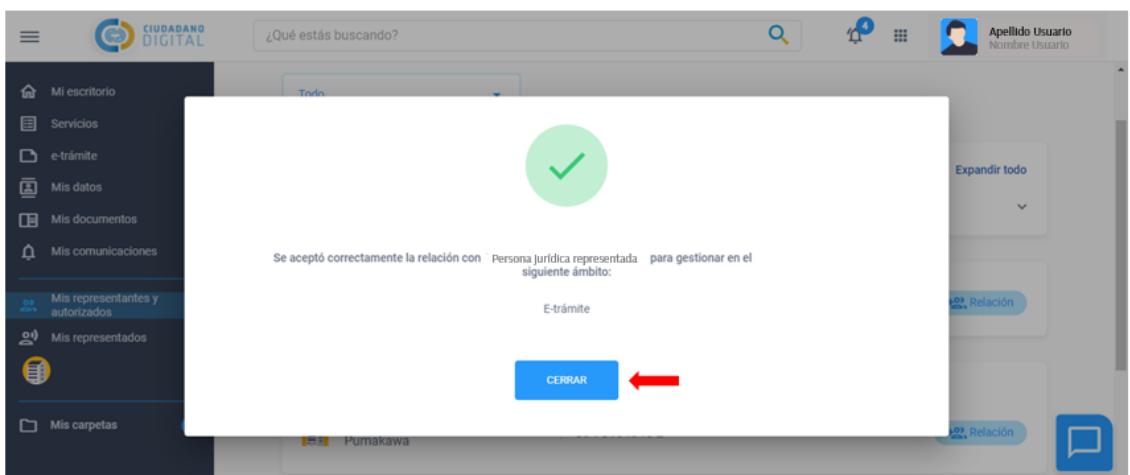 CIUDADANO
DIGITAL
¿Qué estás buscando?
4
Apellido Usuario
Nombre Usuario
Mi escritorio
Servicios
e-trámite
Mis datos
Mis documentos
Mis comunicaciones
Mis representantes y
autorizados
Mis representados
Mis carpetas
Todo
Expandir todo
Se aceptó correctamente la relación con Persona Jurídica representada para gestionar en el
siguiente ámbito:
E-trámite
CERRAR
Relación
Relación
Pumakawa